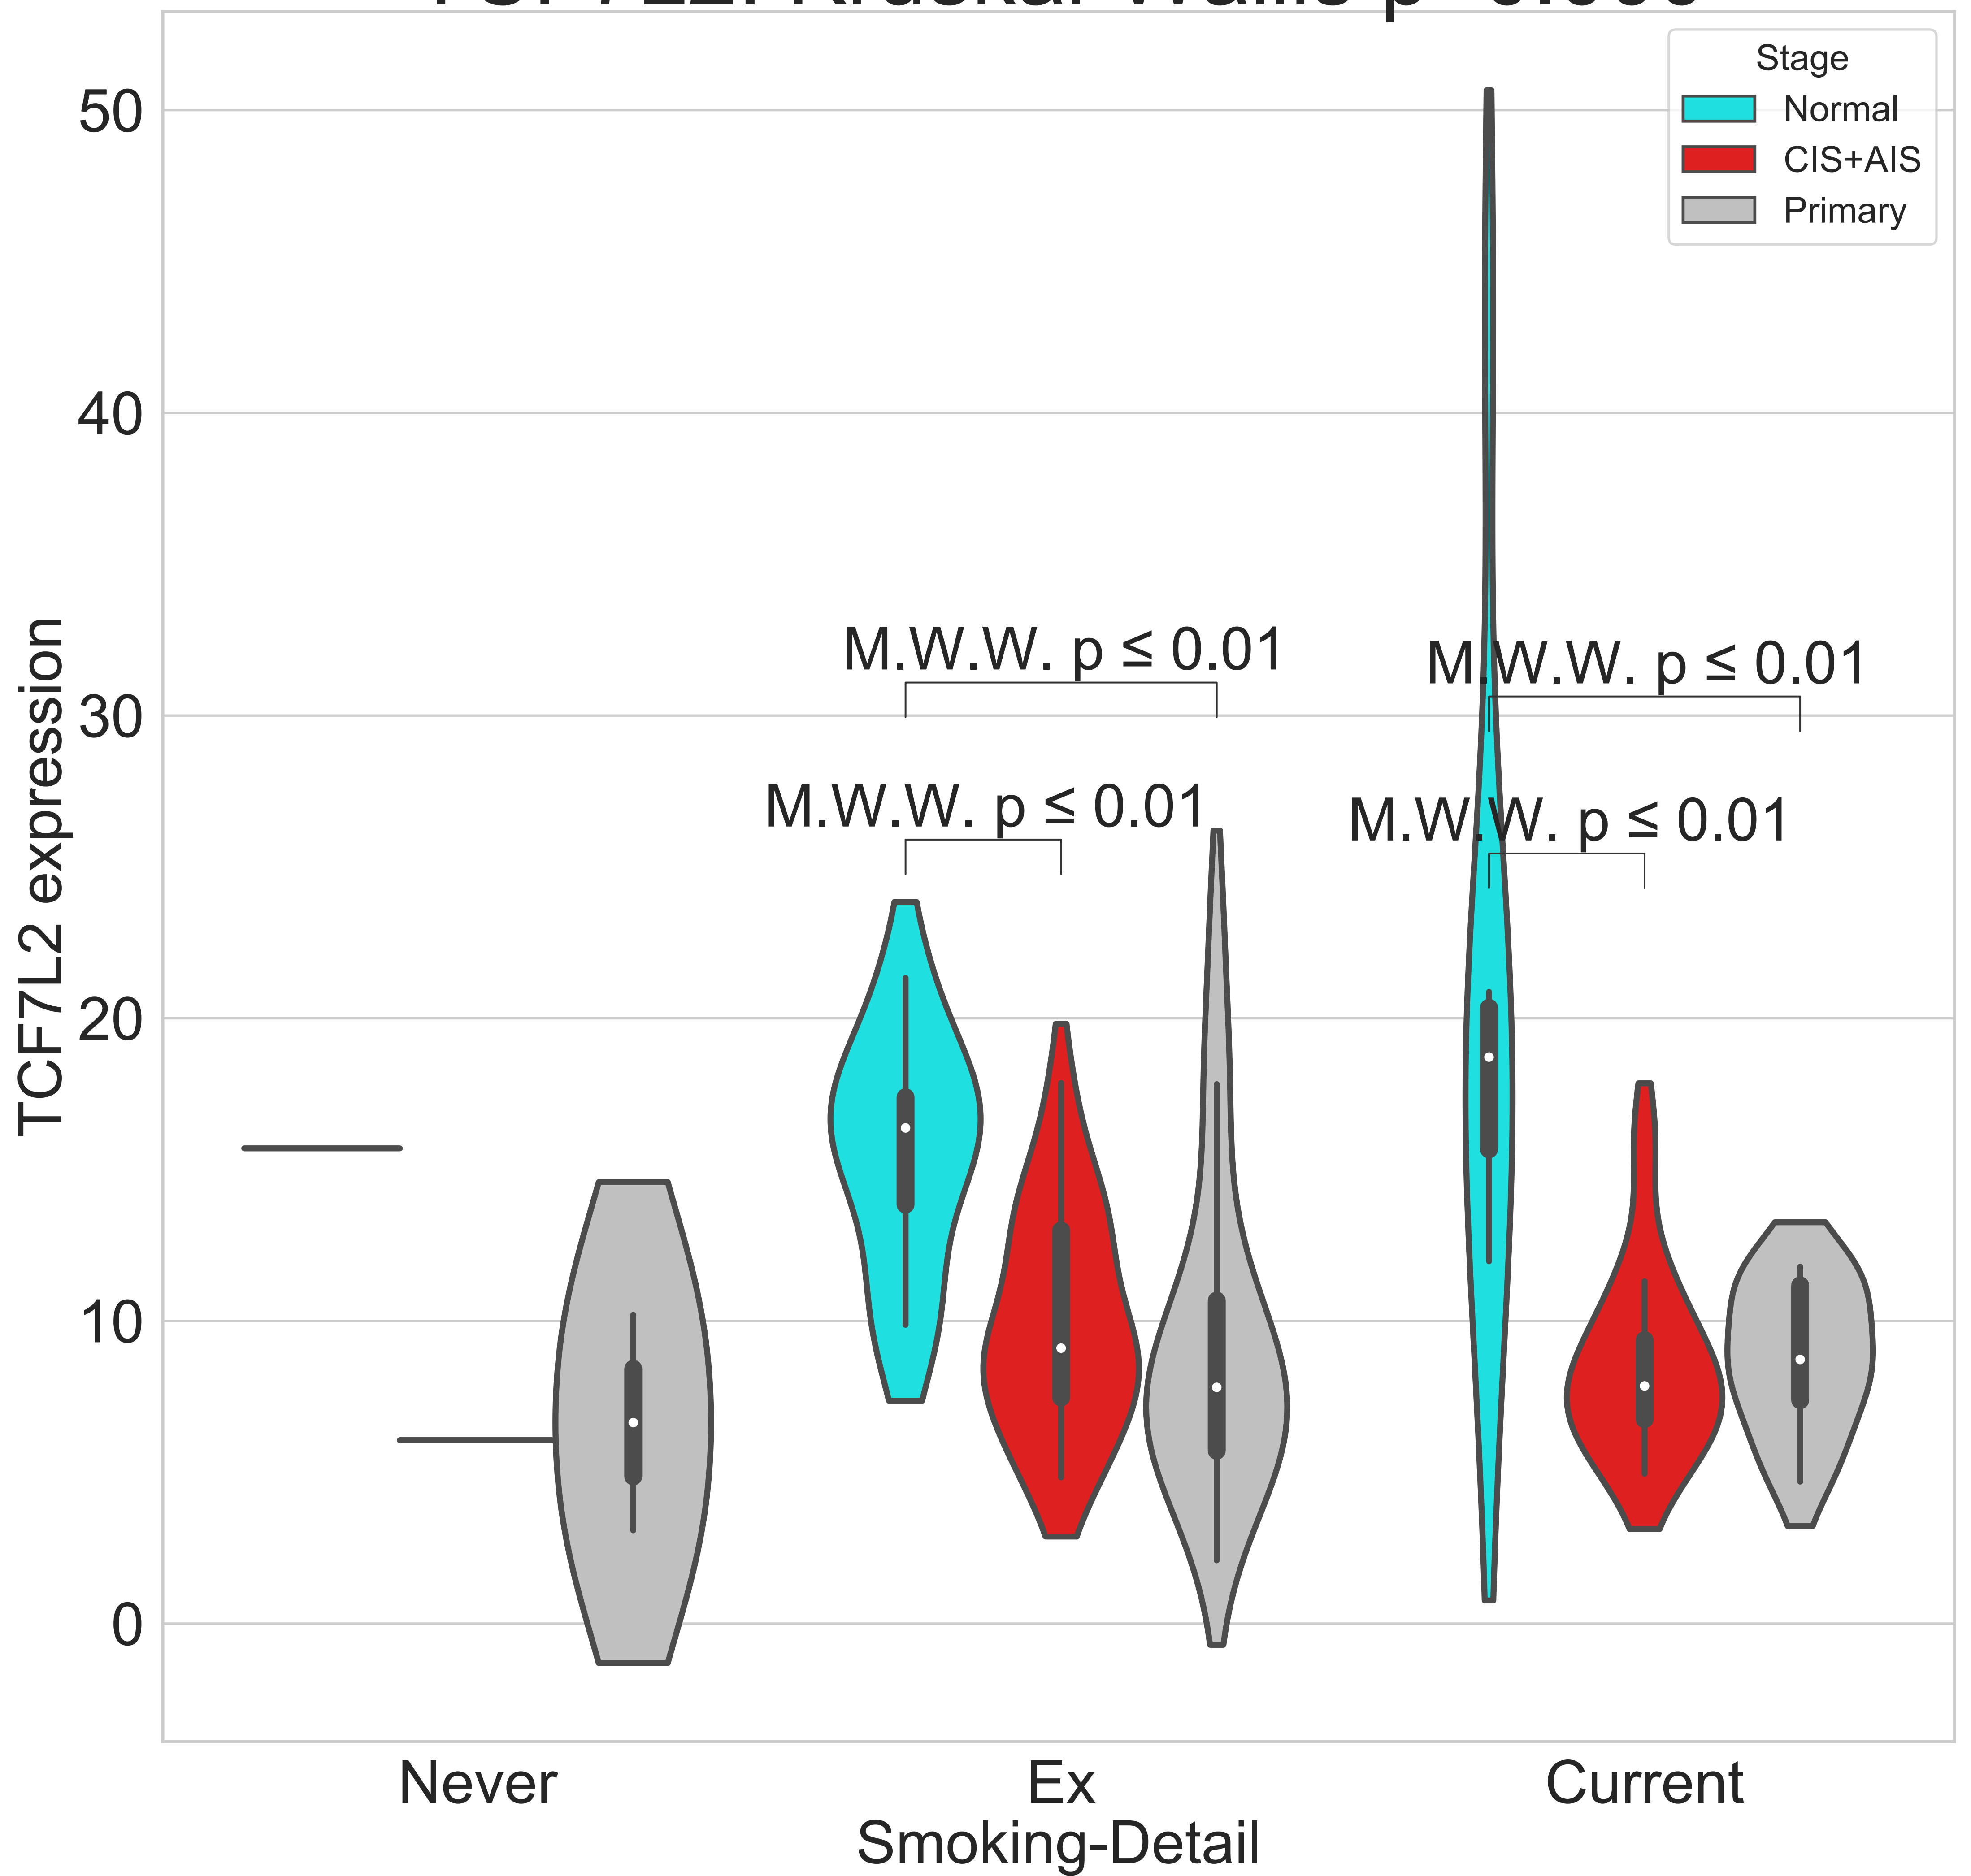 50
40
30
20
10
0
TCF7L2 expression
Stage
Normal
CIS+AIS
Primary
M.W.W. p ≤ 0.01
M.W.W. p ≤ 0.01
M.W.W. p ≤ 0.01
M.W.W. p ≤ 0.01
Never
Ex
Current
Smoking-Detail